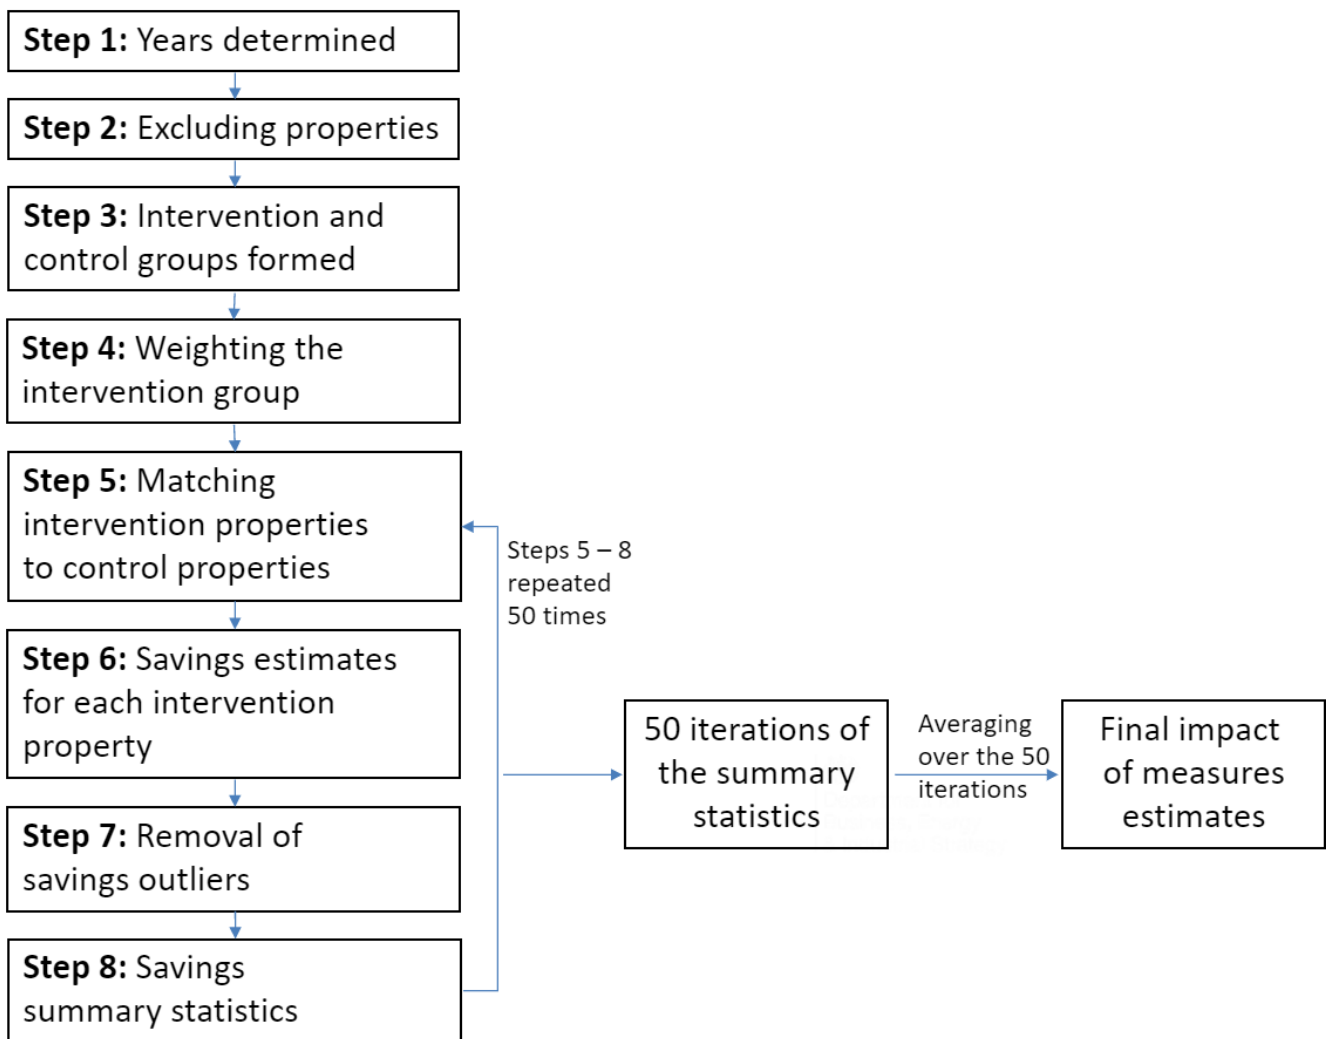 Step 1: Years determined
Step 2: Excluding properties
Step 3: Intervention and
control groups formed
Step 4: Weighting the
intervention group
Step 5: Matching
intervention properties
to control properties
Steps 5 – 8
repeated
50 times
Step 6: Savings estimates
for each intervention
property
Step 7: Removal of
savings outliers
Step 8: Savings
summary statistics
50 iterations of
the summary
statistics
Averaging
over the 50
iterations
Final impact
of measures
estimates